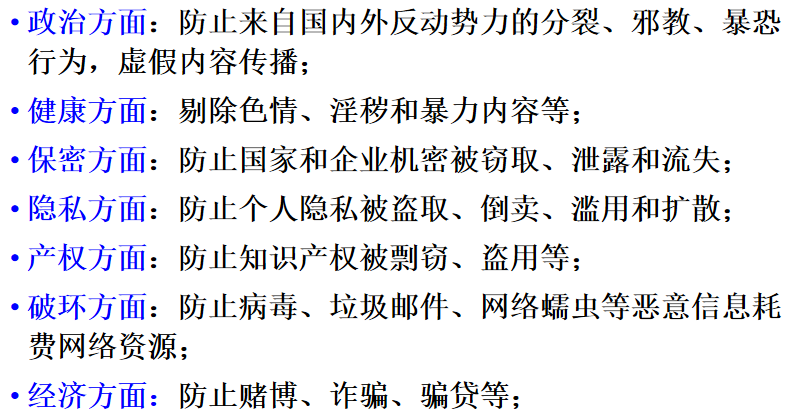 • 政治方面：防止来自国内外反动势力的分裂、邪教、暴恐
行为，虚假内容传播；
• 健康方面：剔除色情、淫秽和暴力内容等；
• 保密方面：防止国家和企业机密被窃取、泄露和流失；
• 隐私方面：防止个人隐私被盗取、倒卖、滥用和扩散；
• 产权方面：防止知识产权被剽窃、盗用等；
• 破环方面：防止病毒、垃圾邮件、网络蠕虫等恶意信息耗
费网络资源；
• 经济方面：防止赌博、诈骗、骗贷等；